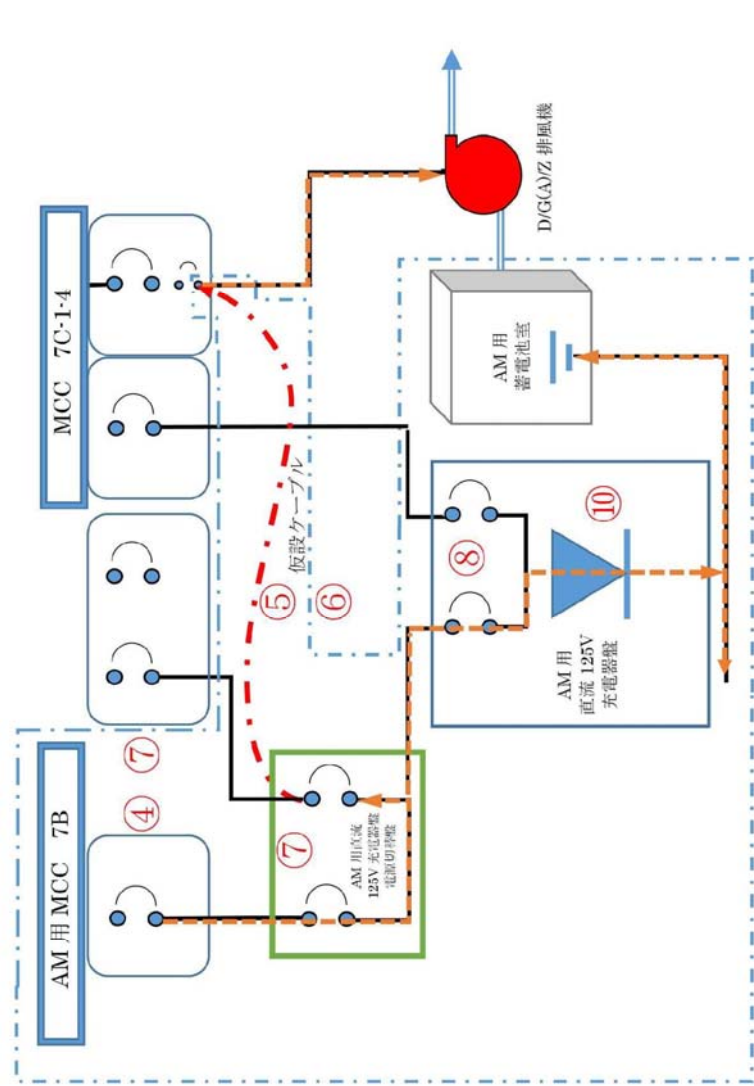 AM 用 MCC 7B
MCC 7C-1-4
④
⑦
⑤
仮設ケーブル
⑥
⑦
AM 用直流
125V 充電器盤
電源切替盤
⑧
⑩
AM 用
直流 125V
充電器盤
AM 用
蓄電池室
D/G(A)/Z 排風機